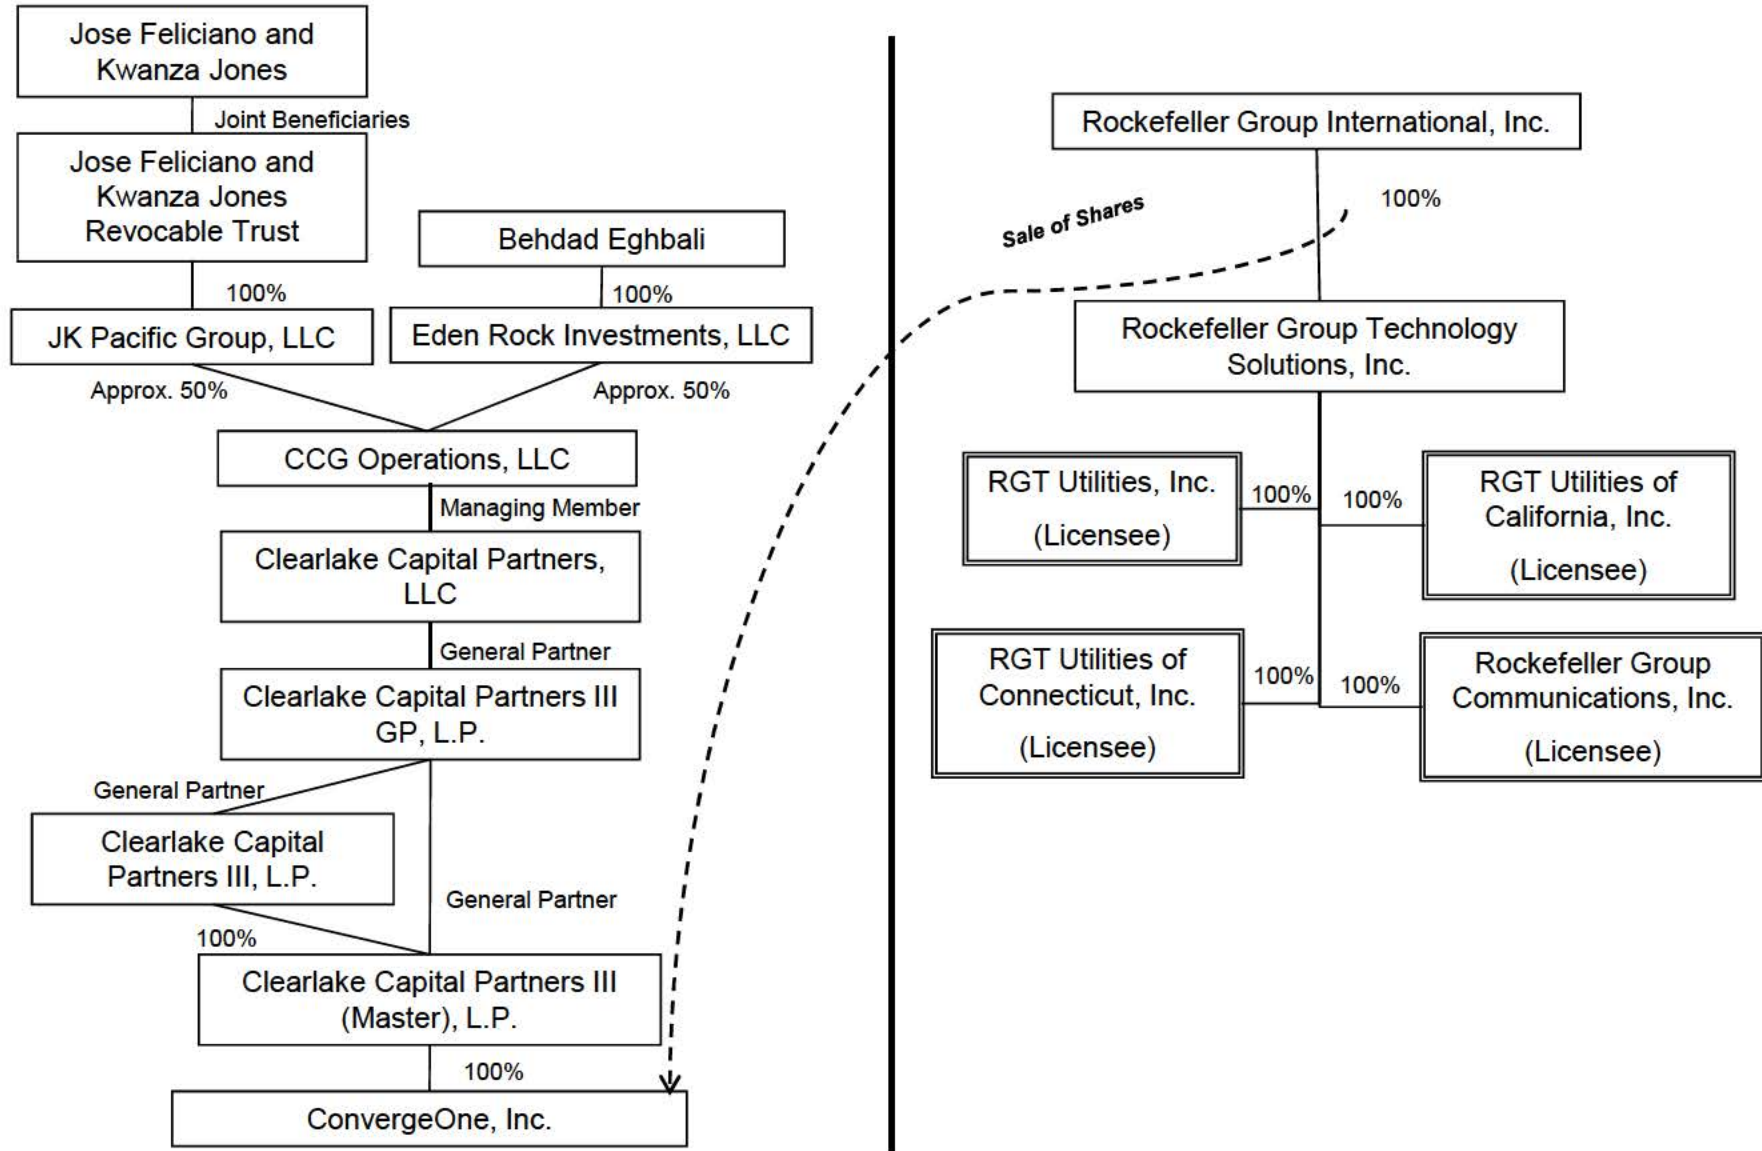 Jose Feliciano and
Kwanza Jones
Joint Beneficiaries
Jose Feliciano and
Kwanza Jones
Revocable Trust
Behdad Eghbali
100%
100%
JK Pacific Group, LLC
Eden Rock Investments, LLC
Approx. 50%
Approx. 50%
CCG Operations, LLC
Managing Member
Clearlake Capital Partners,
LLC
General Partner
Clearlake Capital Partners III
GP, L.P.
General Partner
Clearlake Capital
Partners III, L.P.
General Partner
100%
Clearlake Capital Partners III
(Master), L.P.
100%
ConvergeOne, Inc.
Rockefeller Group International, Inc.
100%
Sale of Shares
Rockefeller Group Technology
Solutions, Inc.
RGT Utilities, Inc.
(Licensee)
100%
100%
RGT Utilities of
California, Inc.
(Licensee)
RGT Utilities of
Connecticut, Inc.
(Licensee)
100%
100%
Rockefeller Group
Communications, Inc.
(Licensee)